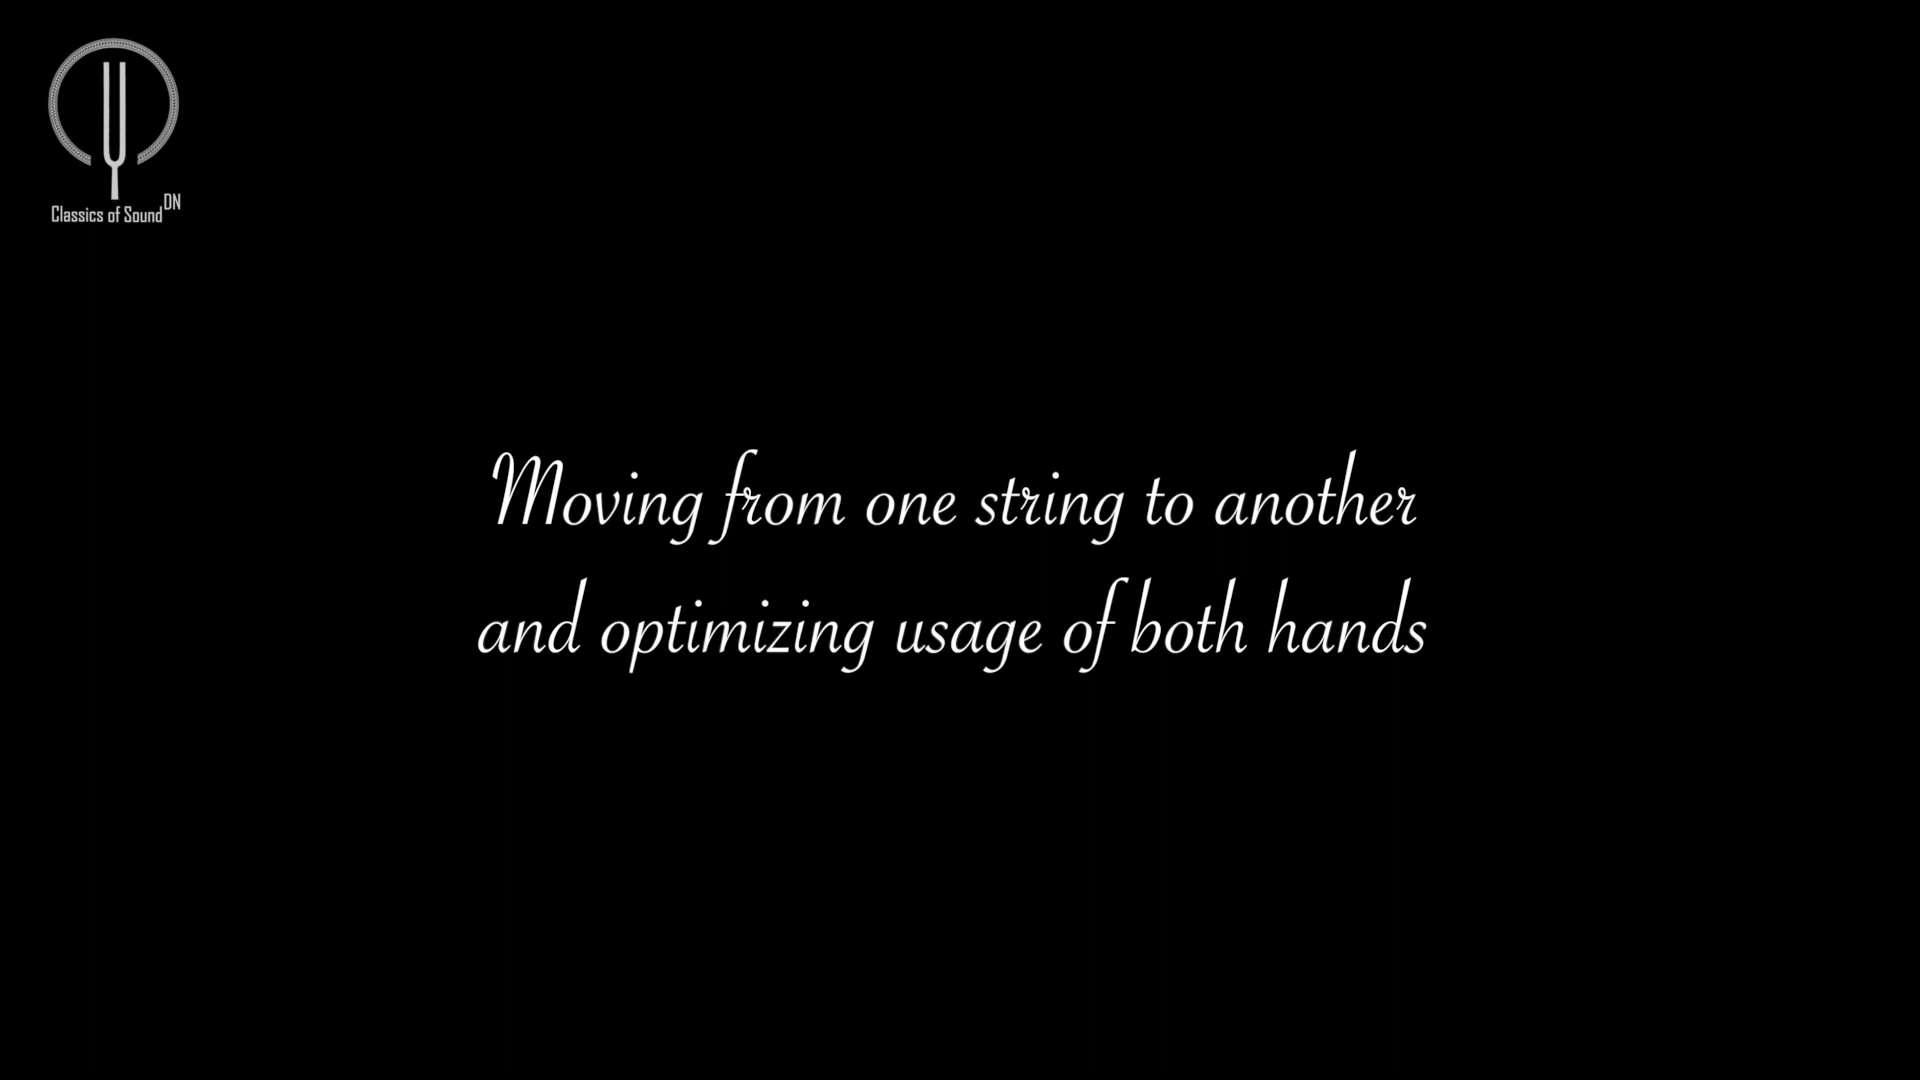 Classics of Sound DN
Moving from one string to another
and optimizing usage of both hands